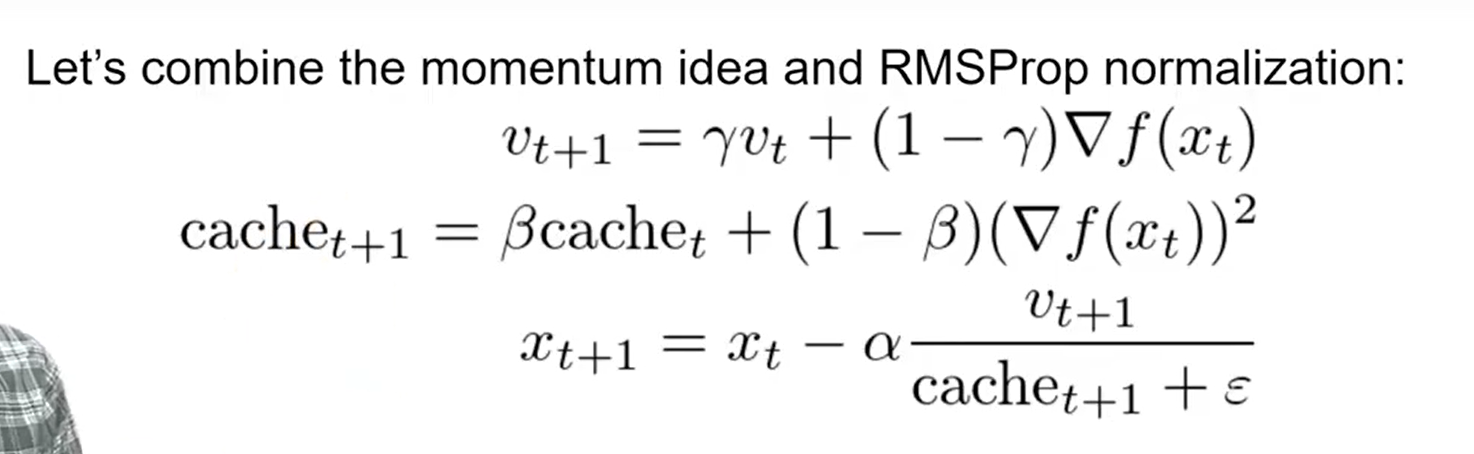 Let's combine the momentum idea and RMSProp normalization:
v_{t+1} = γv_t + (1 − γ)∇f(x_t)
cache_{t+1} = βcache_t + (1 − β)(∇f(x_t))²
x_{t+1} = x_t − α \frac{v_{t+1}}{cache_{t+1} + ε}